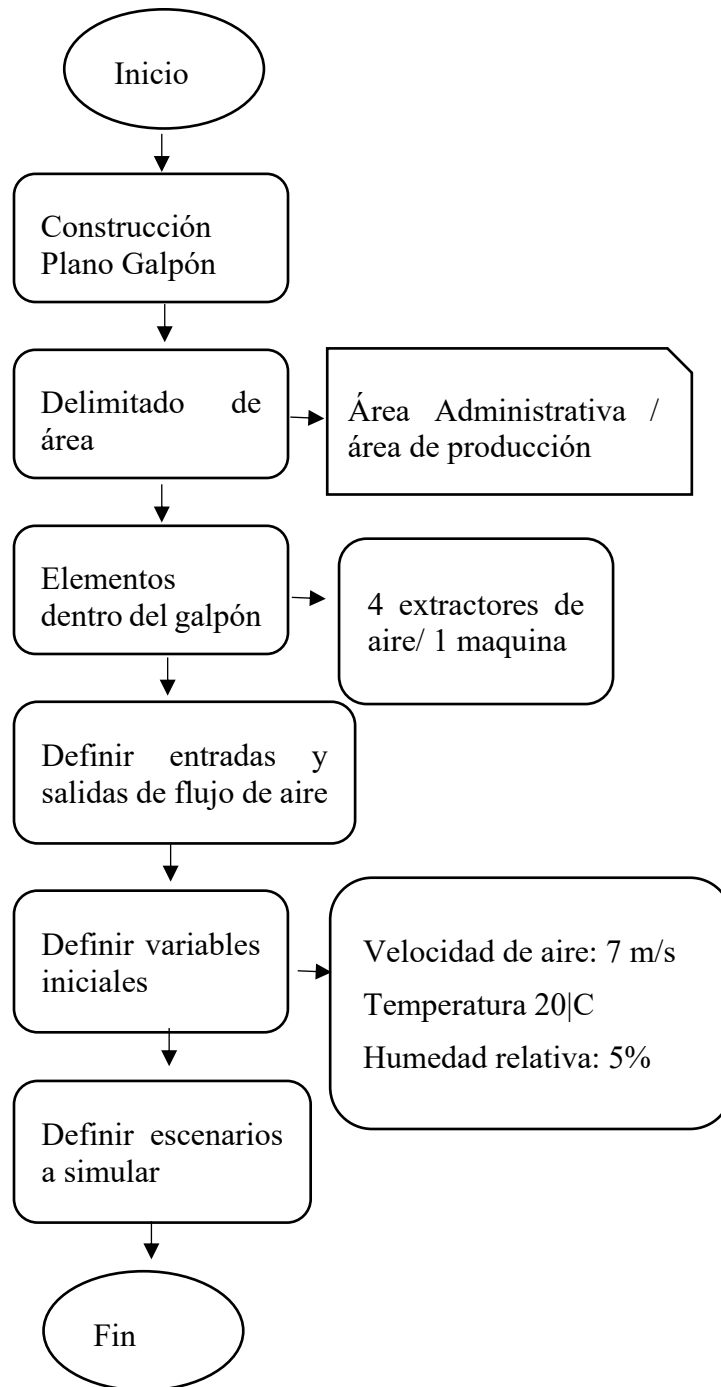 Inicio
Construcción
Plano Galpón
Delimitado de
área
Área Administrativa /
área de producción
Elementos
dentro del galpón
4 extractores de
aire/ 1 maquina
Definir entradas y
salidas de flujo de aire
Definir variables
iniciales
Velocidad de aire: 7 m/s
Temperatura 20|C
Humedad relativa: 5%
Definir escenarios
a simular
Fin